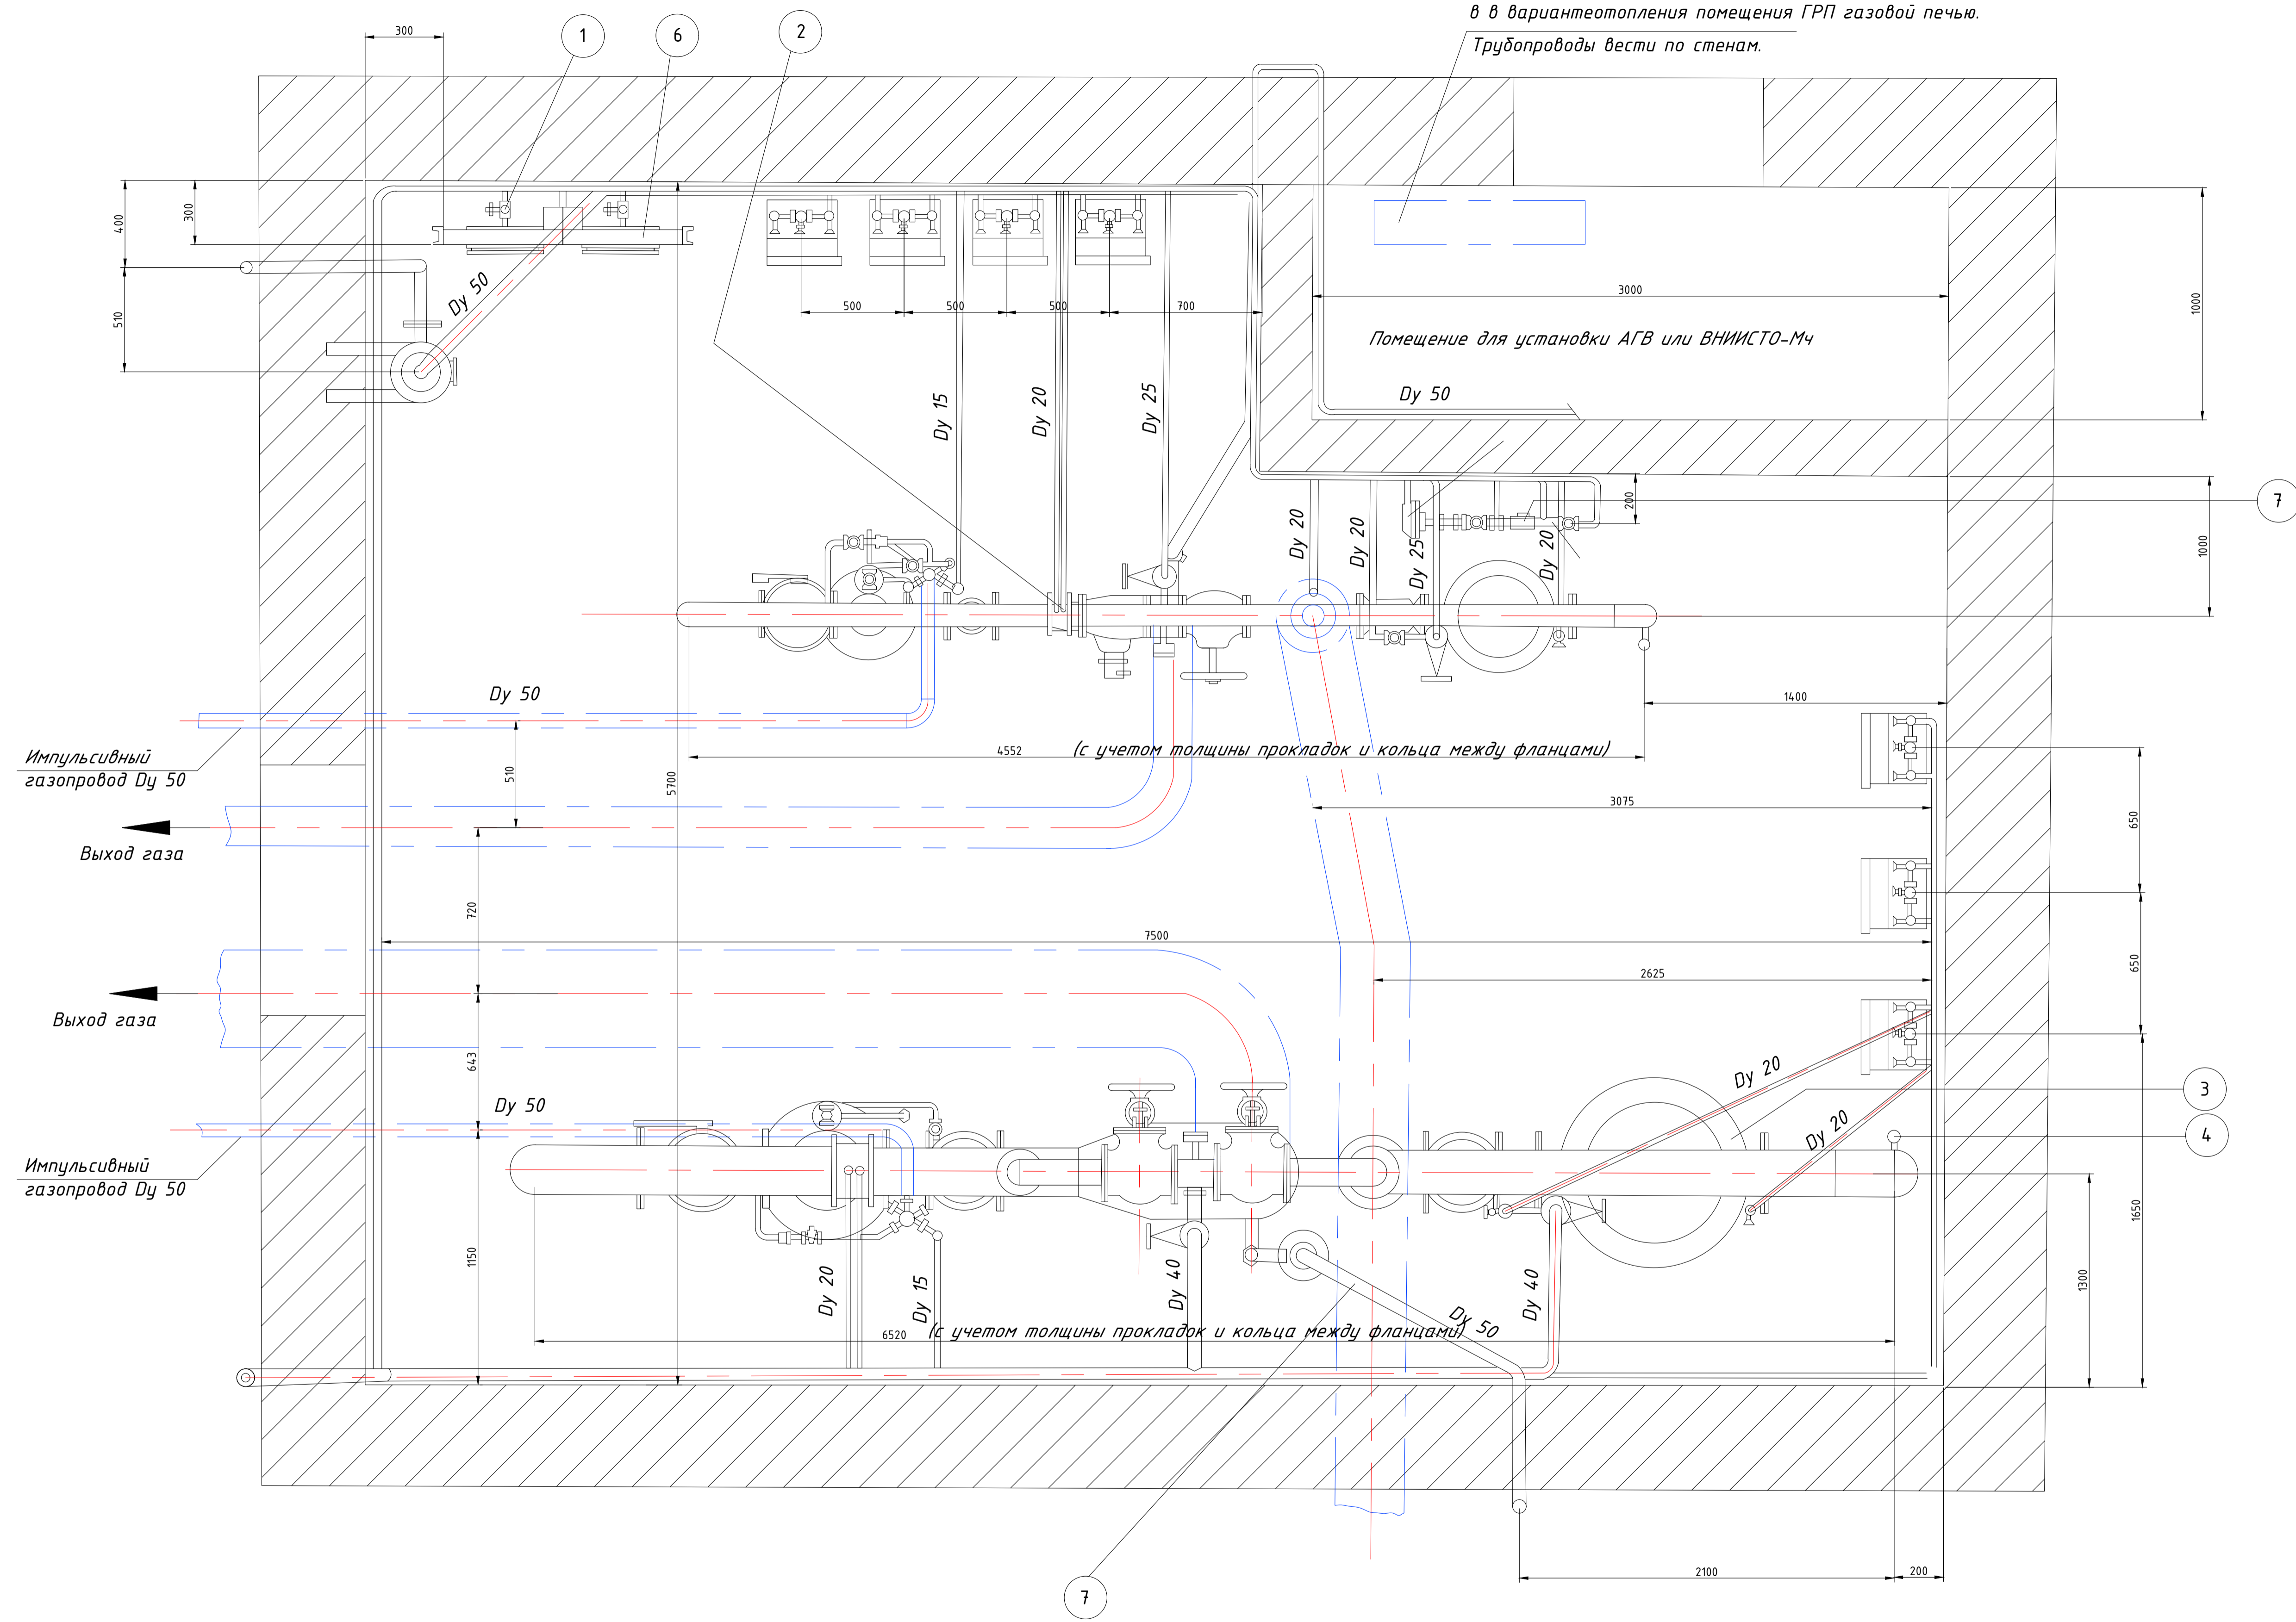 в в вариантеотопления помещения ГРП газовой печью.
Трубопроводы вести по стенам.
300
1
6
2
400
300
510
Dy 50
500
500
500
700
3000
1000
Помещение для установки АГВ или ВНИИСТО-Мч
Dy 50
Dy 15
Dy 20
Dy 25
Dy 20
Dy 20
Dy 25
Dy 20
200
7
1000
1400
Dy 50
Импульсивный
газопровод Dy 50
510
5700
4552
(с учетом толщины прокладок и кольца между фланцами)
3075
650
Выход газа
720
7500
650
2625
Выход газа
643
Dy 20
3
Dy 50
Dy 20
4
Импульсивный
газопровод Dy 50
1150
1650
1300
Dy 20
Dy 15
Dy 40
Dy 40
Dy 50
6520
(с учетом толщины прокладок и кольца между фланцами)
2100
200
7